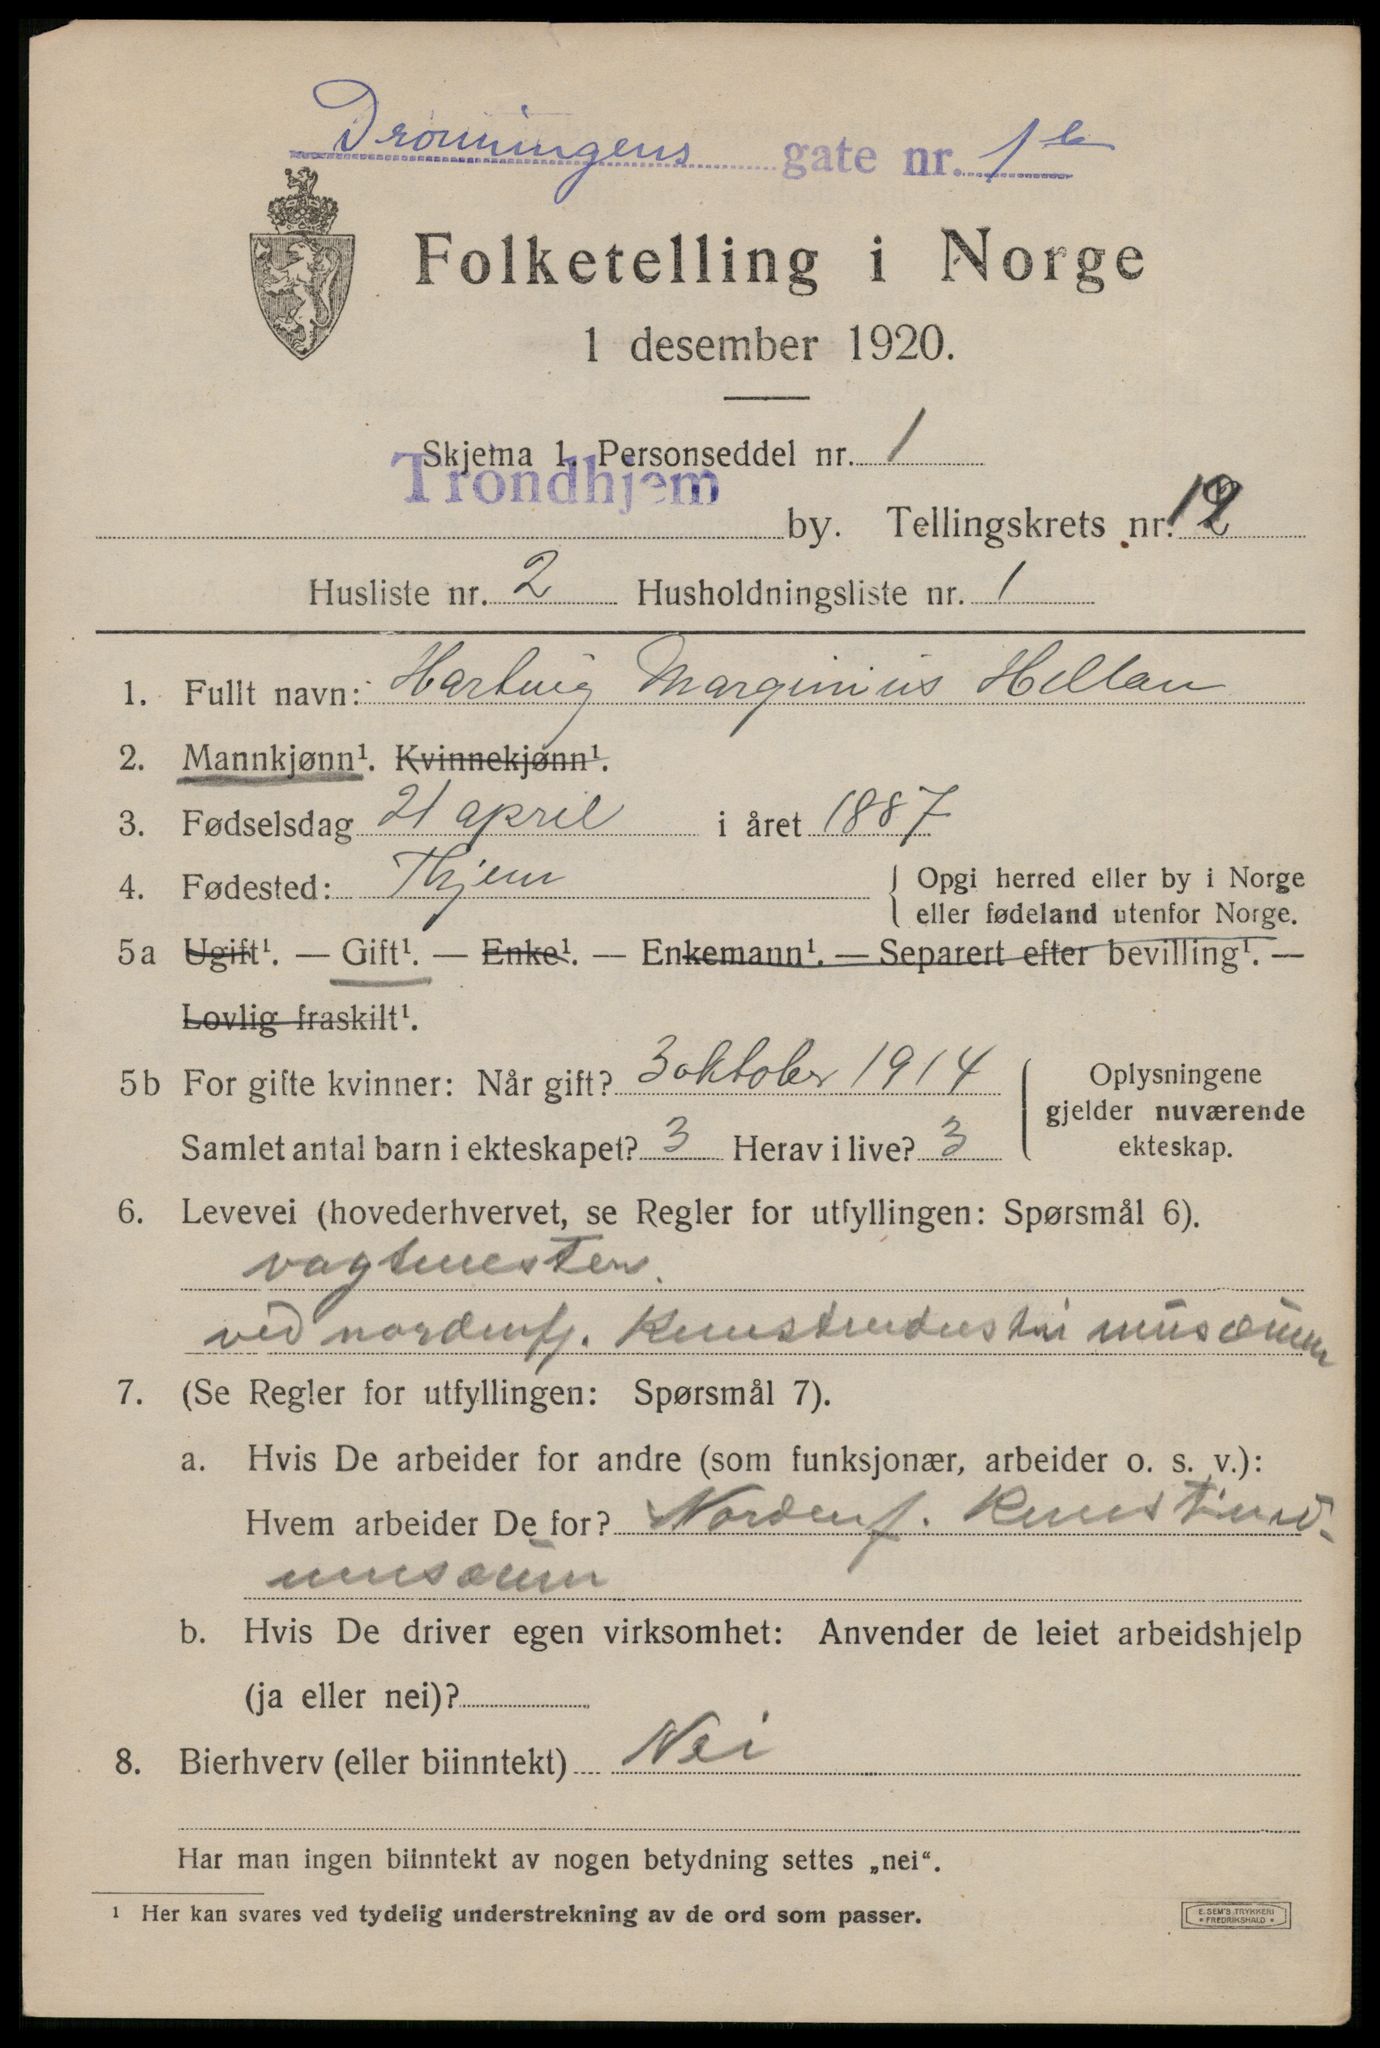 Dronningens gate nr. 1b
Folketelling i Norge
1 desember 1920.
Skjema 1. Personseddel nr. 1
Trondhjem
by. Tellingskrets nr. 12
Husliste nr. 2 Husholdningsliste nr. 1
1. Fullt navn: Hartvig Marginius Hellan
2. Mannkjønn¹. Kvinnekjønn¹.
3. Fødselsdag 21 april i året 1887
4. Fødested: Thjem { Opgi herred eller by i Norge
eller fødeland utenfor Norge.
5a Ugift¹. — Gift¹. — Enke¹. — Enkemann¹. — Separert efter bevilling¹. —
Lovlig fraskilt¹.
5b For gifte kvinner: Når gift? 3 oktober 1914
Samlet antal barn i ekteskapet? 3 Herav i live? 3
Oplysningene
gjelder nuværende
ekteskap.
6. Levevei (hovederhvervet, se Regler for utfyllingen: Spørsmål 6).
vagtmester.
ved nordenfj. Kunstindustri musæum
7. (Se Regler for utfyllingen: Spørsmål 7).
a. Hvis De arbeider for andre (som funksjonær, arbeider o. s. v.):
Hvem arbeider De for? Nordenf. Kunstind-
musæum
b. Hvis De driver egen virksomhet: Anvender de leiet arbeidshjelp
(ja eller nei)?
8. Bierhverv (eller biinntekt) Nei
Har man ingen biinntekt av nogen betydning settes „nei“.
¹ Her kan svares ved tydelig understrekning av de ord som passer.
E. SEM'S TRYKKERI
* FREDRIKSHALD *